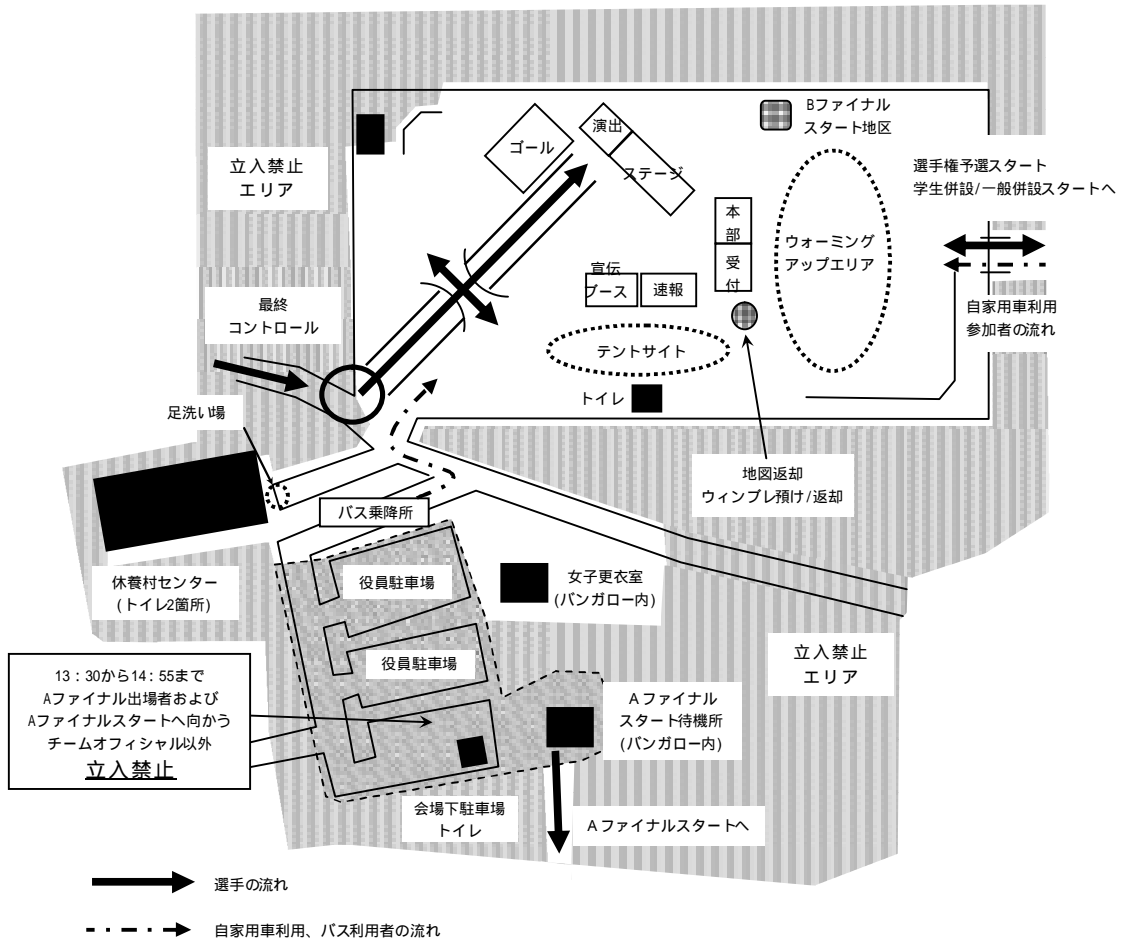 Bファイナル
スタート地区
演出
ゴール
ステージ
立入禁止
エリア
選手権予選スタート
学生併設/一般併設スタートへ
本
部
受
付
ウォーミング
アップエリア
宣伝
ブース
速報
自家用車利用
参加者の流れ
最終
コントロール
テントサイト
トイレ
足洗い場
地図返却
ウィンブレ預け/返却
バス乗降所
休養村センター
(トイレ2箇所)
役員駐車場
女子更衣室
(バンガロー内)
役員駐車場
立入禁止
エリア
13：30から14：55まで
Aファイナル出場者および
Aファイナルスタートへ向かう
チームオフィシャル以外
立入禁止
Aファイナル
スタート待機所
(バンガロー内)
会場下駐車場
トイレ
Aファイナルスタートへ
選手の流れ
自家用車利用、バス利用者の流れ